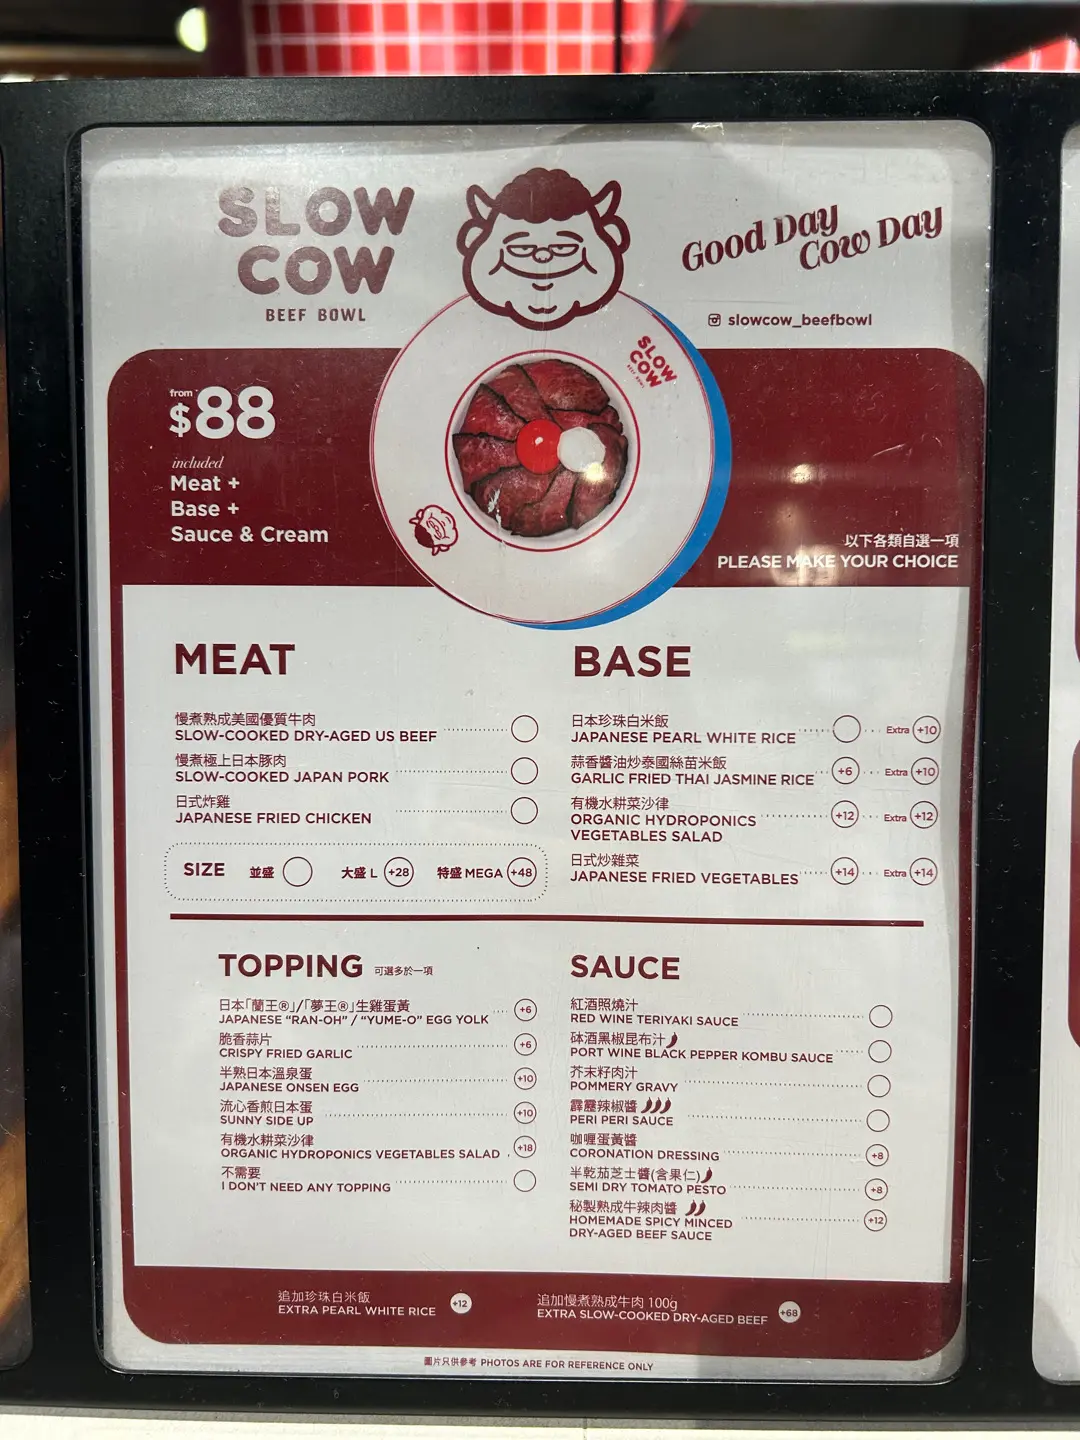 SLOW
COW
BEEF BOWL
Good Day
Cow Day
slowcow_beefbowl
SLOW
COW
from
$88
included
Meat +
Base +
Sauce & Cream
以下各類自選一項
PLEASE MAKE YOUR CHOICE
MEAT
慢煮熟成美國優質牛肉
SLOW-COOKED DRY-AGED US BEEF
慢煮極上日本豚肉
SLOW-COOKED JAPAN PORK
日式炸雞
JAPANESE FRIED CHICKEN
SIZE 並盛 大盛 L +28 特盛 MEGA +48
BASE
日本珍珠白米飯
JAPANESE PEARL WHITE RICE Extra +10
蒜香醬油炒泰國絲苗米飯
GARLIC FRIED THAI JASMINE RICE +6 Extra +10
有機水耕菜沙律
ORGANIC HYDROPONICS +12 Extra +12
VEGETABLES SALAD
日式炒雜菜
JAPANESE FRIED VEGETABLES +14 Extra +14
TOPPING 可選多於一項
日本「蘭王®」/「夢王®」生雞蛋黃
JAPANESE “RAN-OH” / “YUME-O” EGG YOLK +6
脆香蒜片
CRISPY FRIED GARLIC +6
半熟日本溫泉蛋
JAPANESE ONSEN EGG +10
流心香煎日本蛋
SUNNY SIDE UP +10
有機水耕菜沙律
ORGANIC HYDROPONICS VEGETABLES SALAD +18
不需要
I DON'T NEED ANY TOPPING
SAUCE
紅酒照燒汁
RED WINE TERIYAKI SAUCE
砵酒黑椒昆布汁
PORT WINE BLACK PEPPER KOMBU SAUCE
芥末籽肉汁
POMMERY GRAVY
霹靂辣椒醬
PERI PERI SAUCE
咖喱蛋黃醬
CORONATION DRESSING +8
半乾茄芝士醬(含果仁)
SEMI DRY TOMATO PESTO +8
秘製熟成牛辣肉醬
HOMEMADE SPICY MINCED +12
DRY-AGED BEEF SAUCE
追加珍珠白米飯
EXTRA PEARL WHITE RICE +12
追加慢煮熟成牛肉 100g
EXTRA SLOW-COOKED DRY-AGED BEEF +68
圖片只供參考 PHOTOS ARE FOR REFERENCE ONLY